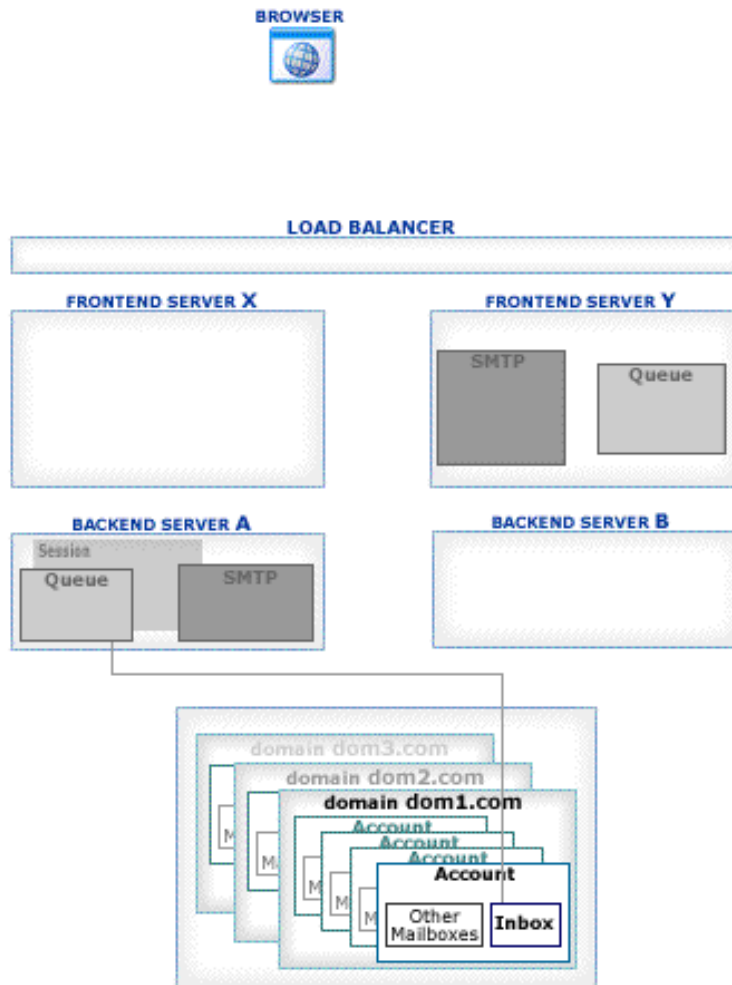 BROWSER
LOAD BALANCER
FRONTEND SERVER X
FRONTEND SERVER Y
SMTP
Queue
BACKEND SERVER A
BACKEND SERVER B
Session
Queue
SMTP
domain dom3.com
domain dom2.com
domain dom1.com
Account
Account
Account
Account
Other
Mailboxes
Inbox